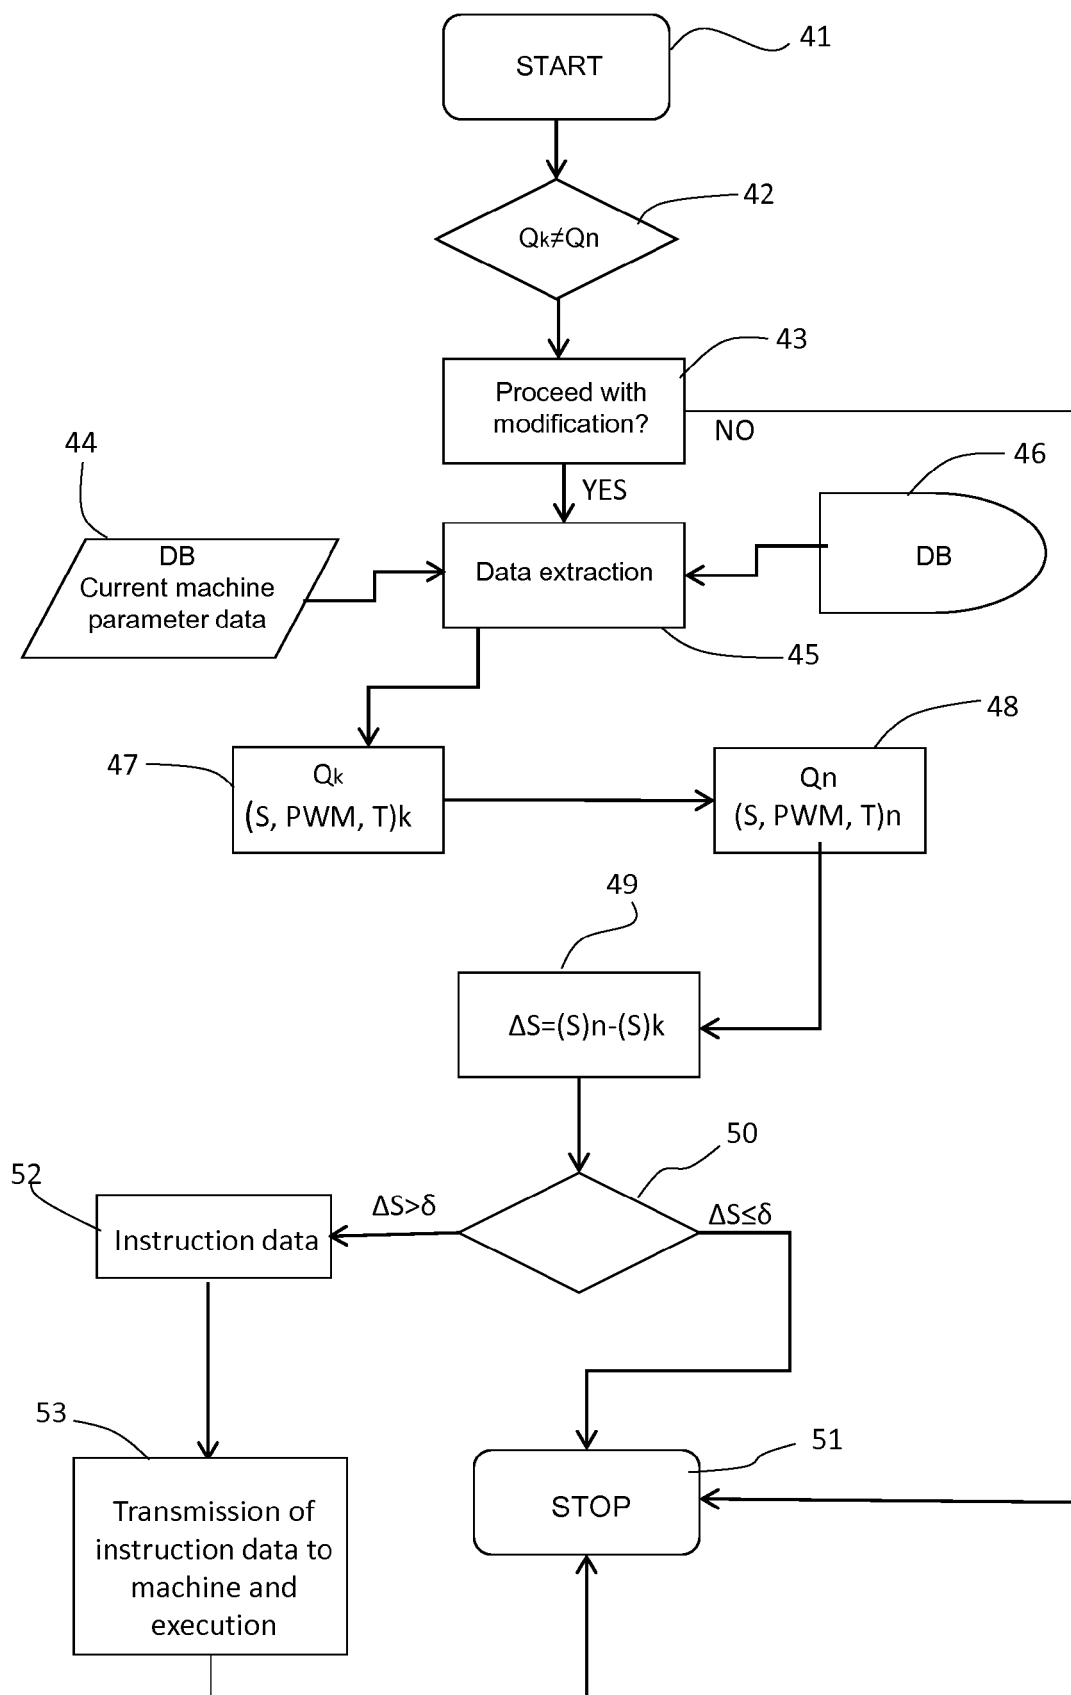 START
41
42
Qk≠Qn
43
Proceed with
modification?
NO
44
YES
46
DB
Current machine
parameter data
Data extraction
DB
45
48
47
Qk
(S, PWM, T)k
Qn
(S, PWM, T)n
49
ΔS=(S)n-(S)k
50
52
ΔS>δ
ΔS≤δ
Instruction data
53
51
Transmission of
instruction data to
machine and
execution
STOP